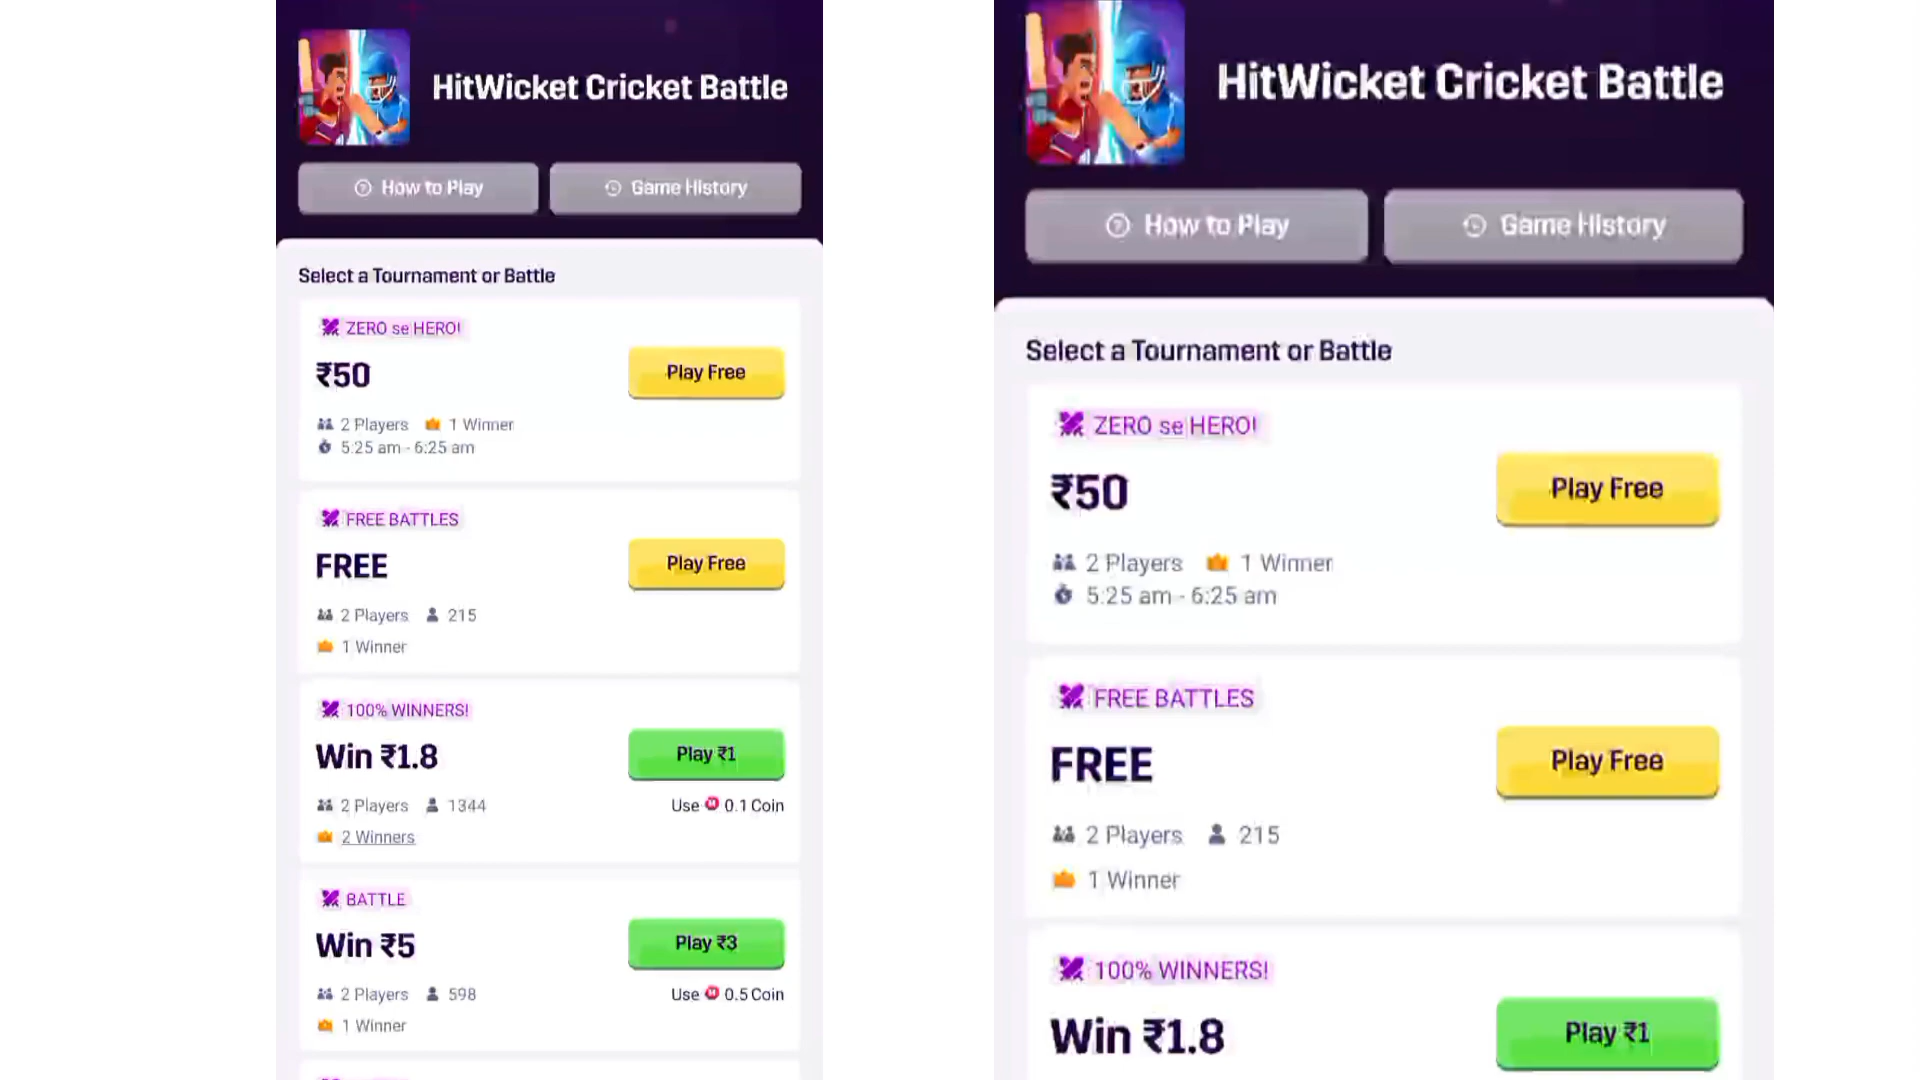 HitWicket Cricket Battle
How to Play
Game History
Select a Tournament or Battle
ZERO se HERO!
₹50
Play Free
2 Players 1 Winner
5:25 am - 6:25 am
FREE BATTLES
FREE
Play Free
2 Players 215
1 Winner
100% WINNERS!
Win ₹1.8
Play ₹1
2 Players 1344
Use 0.1 Coin
2 Winners
BATTLE
Win ₹5
Play ₹3
2 Players 598
Use 0.5 Coin
1 Winner
HitWicket Cricket Battle
How to Play
Game History
Select a Tournament or Battle
ZERO se HERO!
₹50
Play Free
2 Players 1 Winner
5:25 am - 6:25 am
FREE BATTLES
FREE
Play Free
2 Players 215
1 Winner
100% WINNERS!
Win ₹1.8
Play ₹1